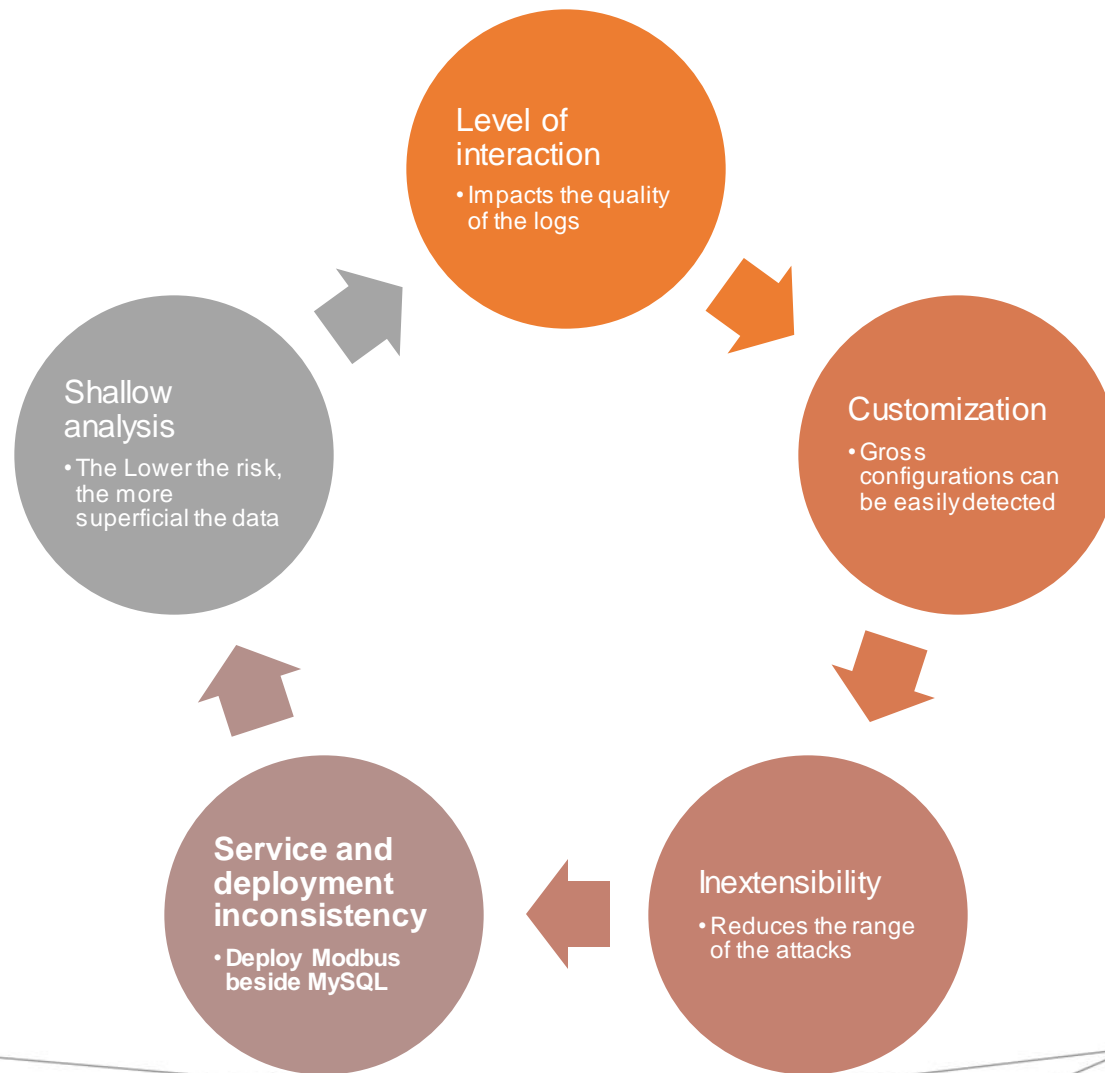 Level of
interaction
• Impacts the quality
of the logs
Customization
• Gross
configurations can
be easily detected
Inextensibility
• Reduces the range
of the attacks
Service and
deployment
inconsistency
• Deploy Modbus
beside MySQL
Shallow
analysis
• The Lower the risk,
the more
superficial the data